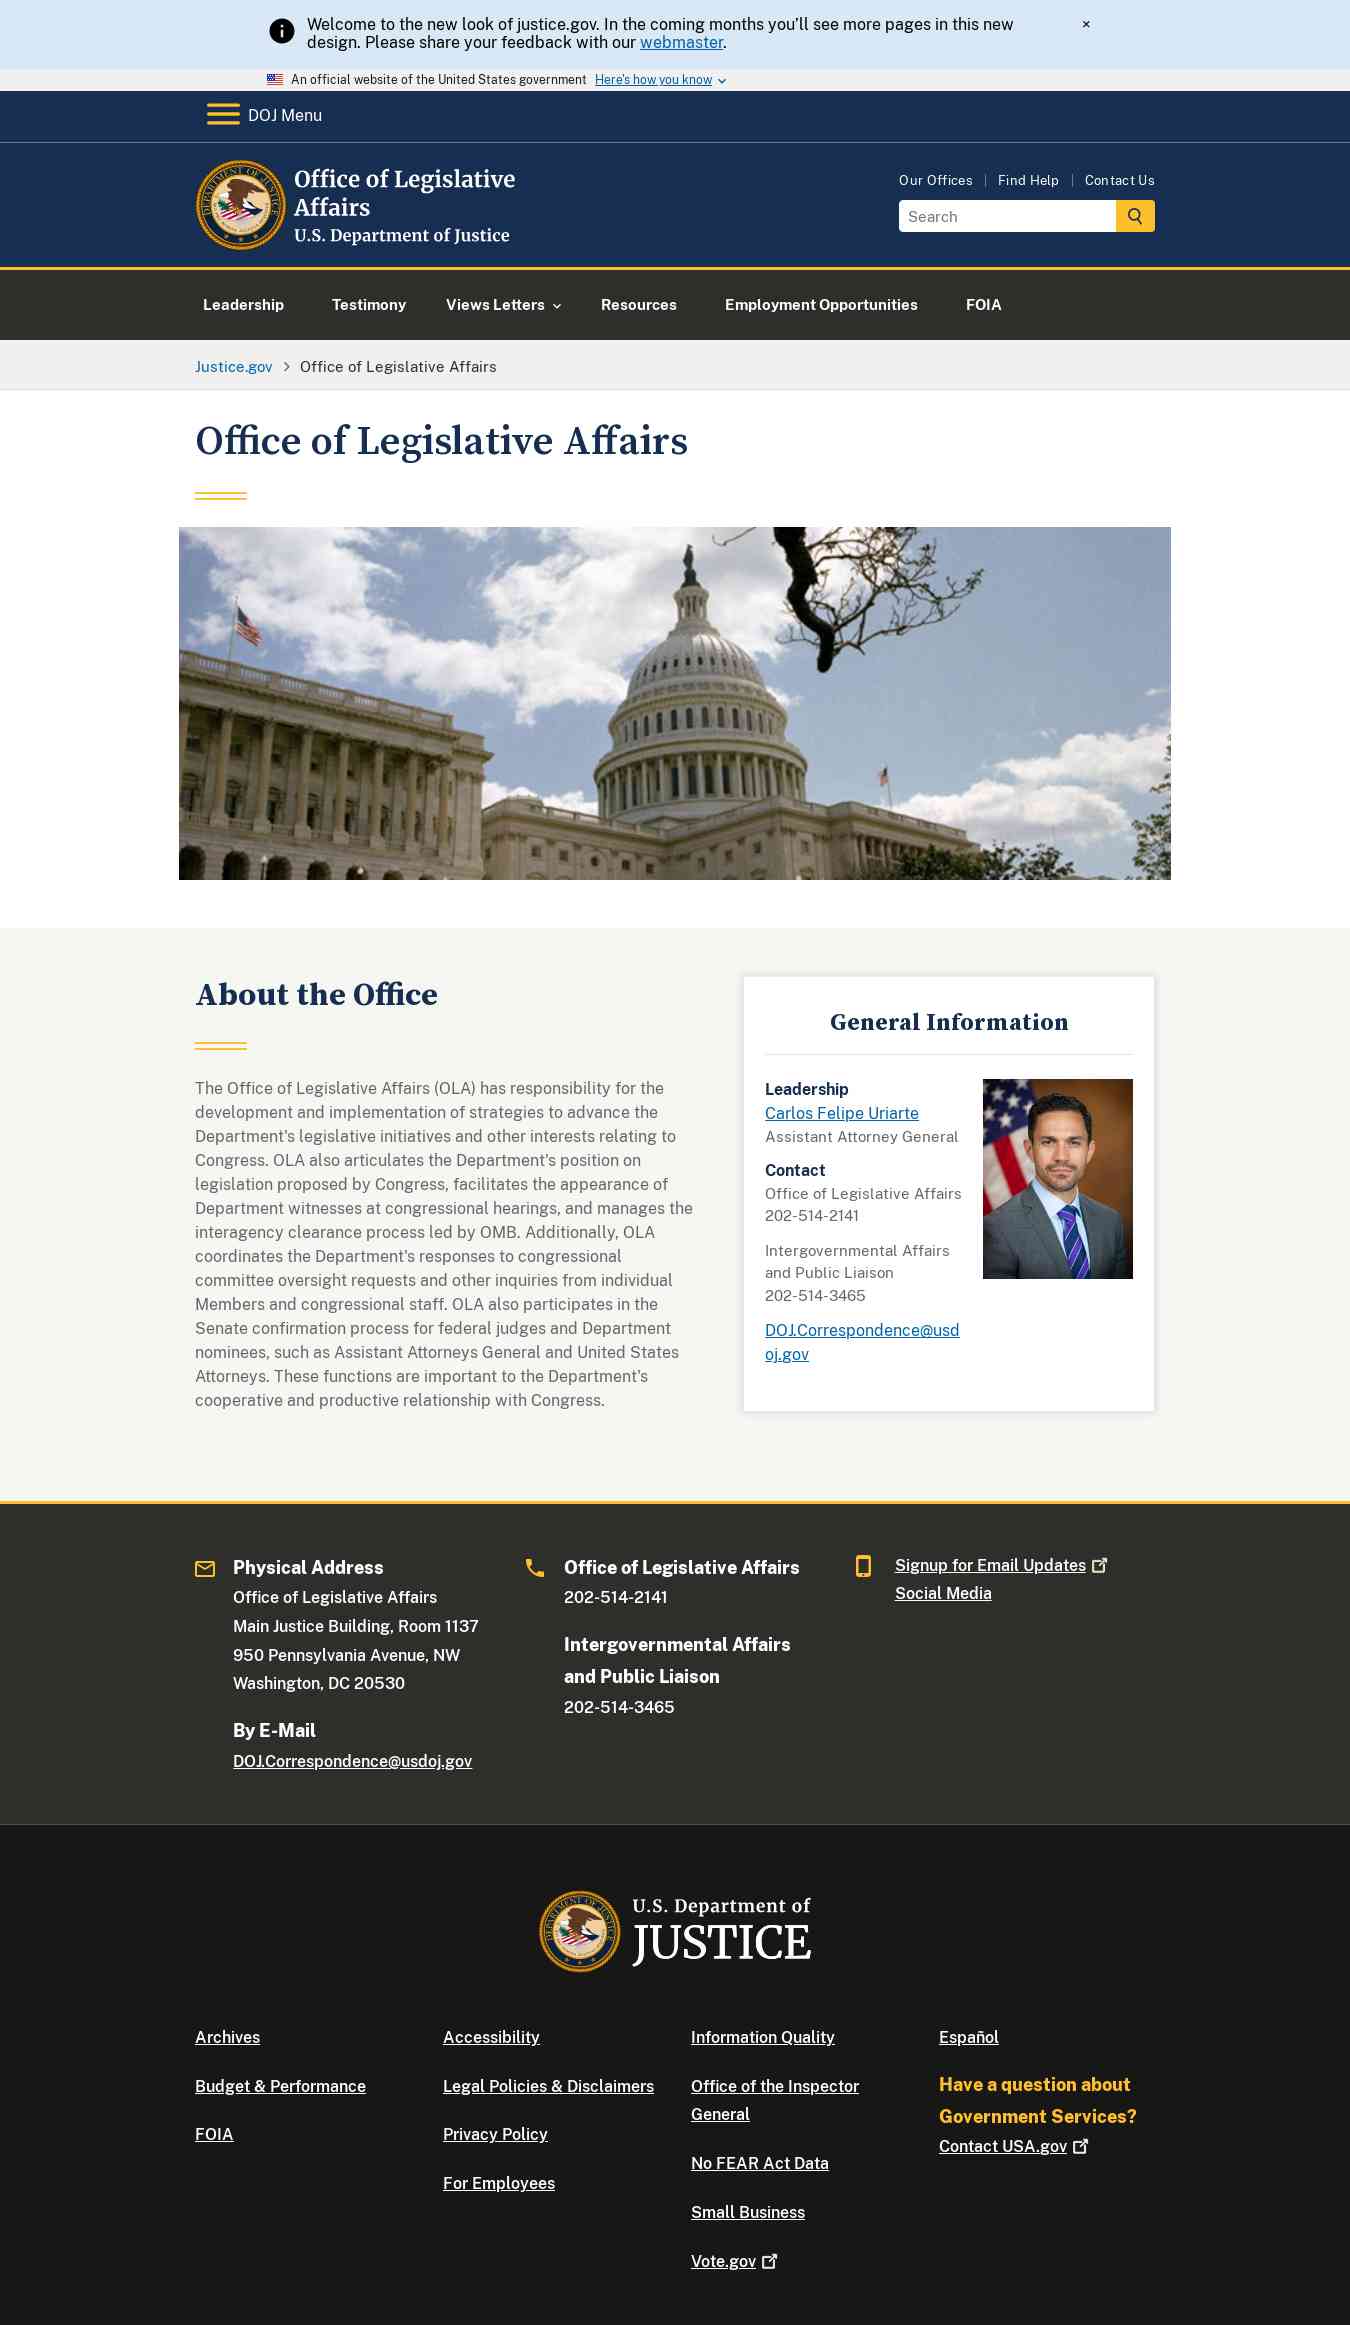 Welcome to the new look of justice.gov. In the coming months you’ll see more pages in this new
design. Please share your feedback with our webmaster.
×
An official website of the United States government Here's how you know
DOJ Menu
Office of Legislative
Affairs
U.S. Department of Justice
Our Offices
Find Help
Contact Us
Search
Leadership
Testimony
Views Letters
Resources
Employment Opportunities
FOIA
Justice.gov
Office of Legislative Affairs
Office of Legislative Affairs
About the Office
The Office of Legislative Affairs (OLA) has responsibility for the
development and implementation of strategies to advance the
Department's legislative initiatives and other interests relating to
Congress. OLA also articulates the Department's position on
legislation proposed by Congress, facilitates the appearance of
Department witnesses at congressional hearings, and manages the
interagency clearance process led by OMB. Additionally, OLA
coordinates the Department's responses to congressional
committee oversight requests and other inquiries from individual
Members and congressional staff. OLA also participates in the
Senate confirmation process for federal judges and Department
nominees, such as Assistant Attorneys General and United States
Attorneys. These functions are important to the Department's
cooperative and productive relationship with Congress.
General Information
Leadership
Carlos Felipe Uriarte
Assistant Attorney General
Contact
Office of Legislative Affairs
202-514-2141
Intergovernmental Affairs
and Public Liaison
202-514-3465
DOJ.Correspondence@usd
oj.gov
Physical Address
Office of Legislative Affairs
Main Justice Building, Room 1137
950 Pennsylvania Avenue, NW
Washington, DC 20530
By E-Mail
DOJ.Correspondence@usdoj.gov
Office of Legislative Affairs
202-514-2141
Intergovernmental Affairs
and Public Liaison
202-514-3465
Signup for Email Updates
Social Media
U.S. Department of
JUSTICE
Archives
Budget & Performance
FOIA
Accessibility
Legal Policies & Disclaimers
Privacy Policy
For Employees
Information Quality
Office of the Inspector
General
No FEAR Act Data
Small Business
Vote.gov
Español
Have a question about
Government Services?
Contact USA.gov